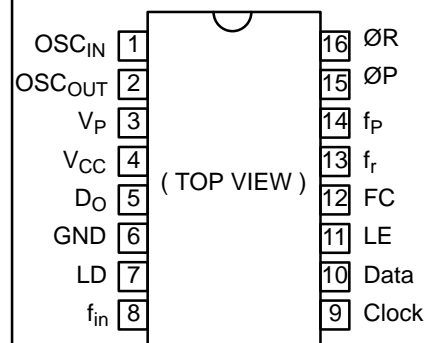 OSCIN 1 16 ØR
OSCOUT 2 15 ØP
VP 3 14 fP
VCC 4 13 fr
( TOP VIEW )
DO 5 12 FC
GND 6 11 LE
LD 7 10 Data
fin 8 9 Clock